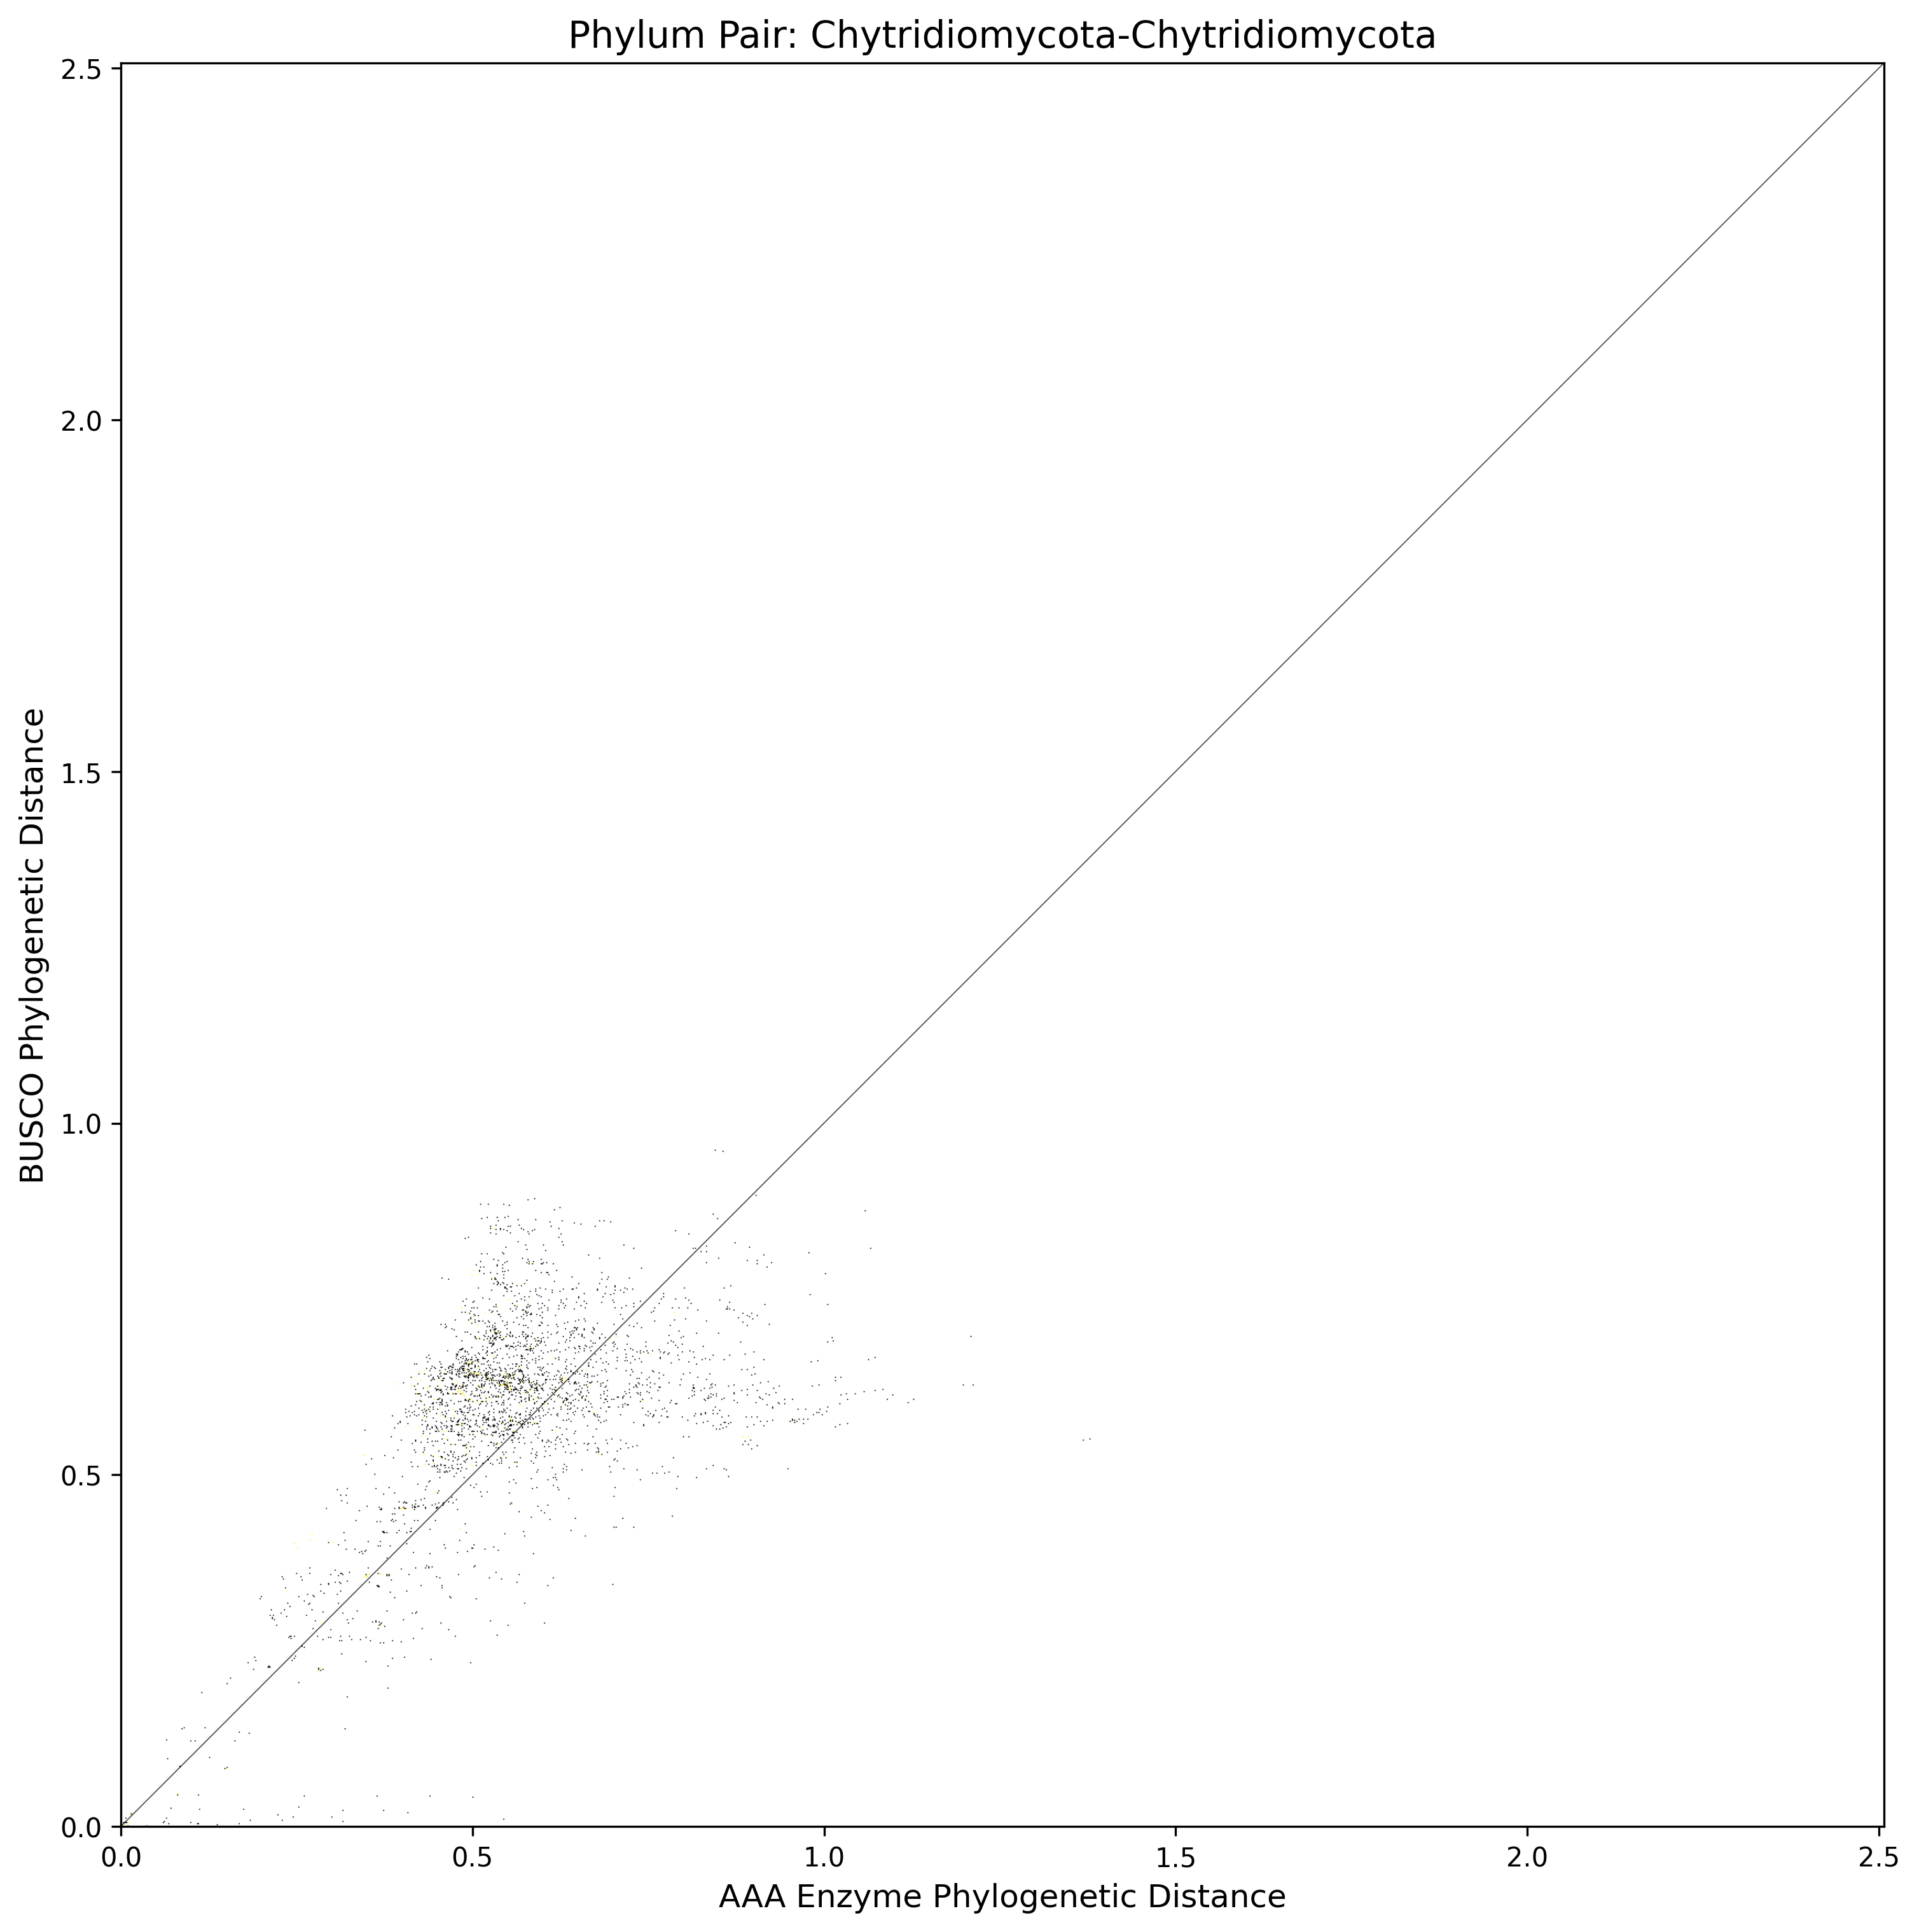 Phylum Pair: Chytridiomycota-Chytridiomycota
2.5
2.0
1.5
1.0
0.5
0.0
BUSCO Phylogenetic Distance
0.0 0.5 1.0 1.5 2.0 2.5
AAA Enzyme Phylogenetic Distance